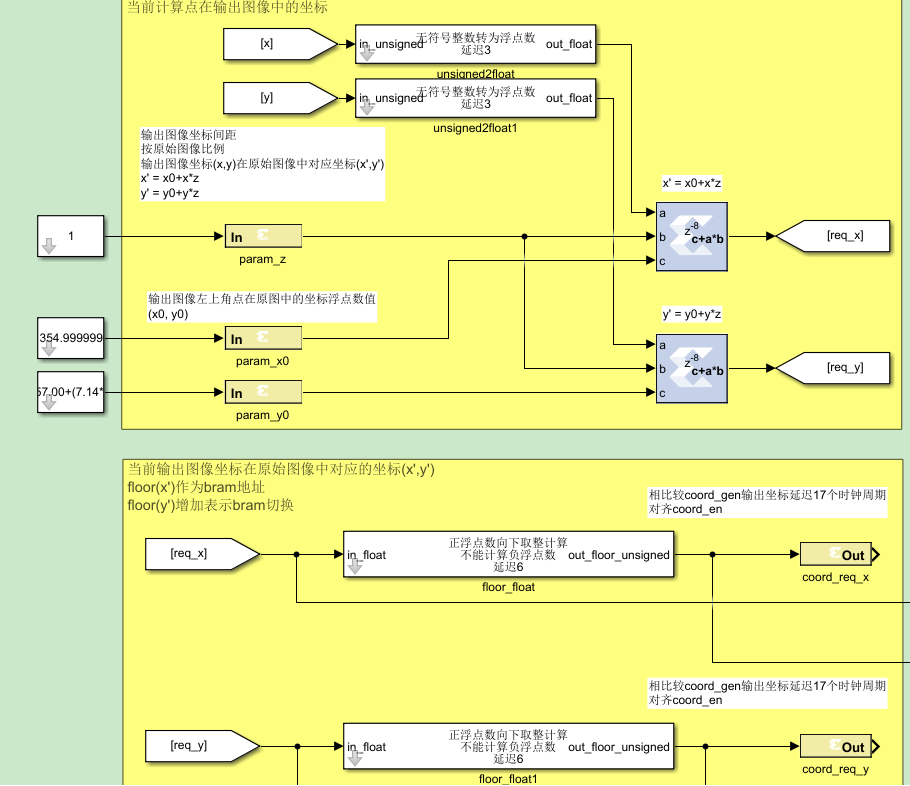 当前计算点在输出图像中的坐标
[x]
in_unsigned
无符号整数转为浮点数
延迟3
out_float
unsigned2float
[y]
in_unsigned
无符号整数转为浮点数
延迟3
out_float
unsigned2float1
输出图像坐标间距
按原始图像比例
输出图像坐标(x,y)在原始图像中对应坐标(x',y')
x' = x0+x*z
y' = y0+y*z
x' = x0+x*z
1
In
param_z
a
b
c
z-8
c+a*b
[req_x]
输出图像左上角点在原图中的坐标浮点数值
(x0, y0)
354.999999
In
param_x0
y' = y0+y*z
57.00+(7.14*
In
param_y0
a
b
c
z-8
c+a*b
[req_y]
当前输出图像坐标在原始图像中对应的坐标(x',y')
floor(x')作为bram地址
floor(y')增加表示bram切换
相比较coord_gen输出坐标延迟17个时钟周期
对齐coord_en
[req_x]
in_float
正浮点数向下取整计算
不能计算负浮点数
延迟6
out_floor_unsigned
floor_float
Out
coord_req_x
相比较coord_gen输出坐标延迟17个时钟周期
对齐coord_en
[req_y]
in_float
正浮点数向下取整计算
不能计算负浮点数
延迟6
out_floor_unsigned
floor_float1
Out
coord_req_y